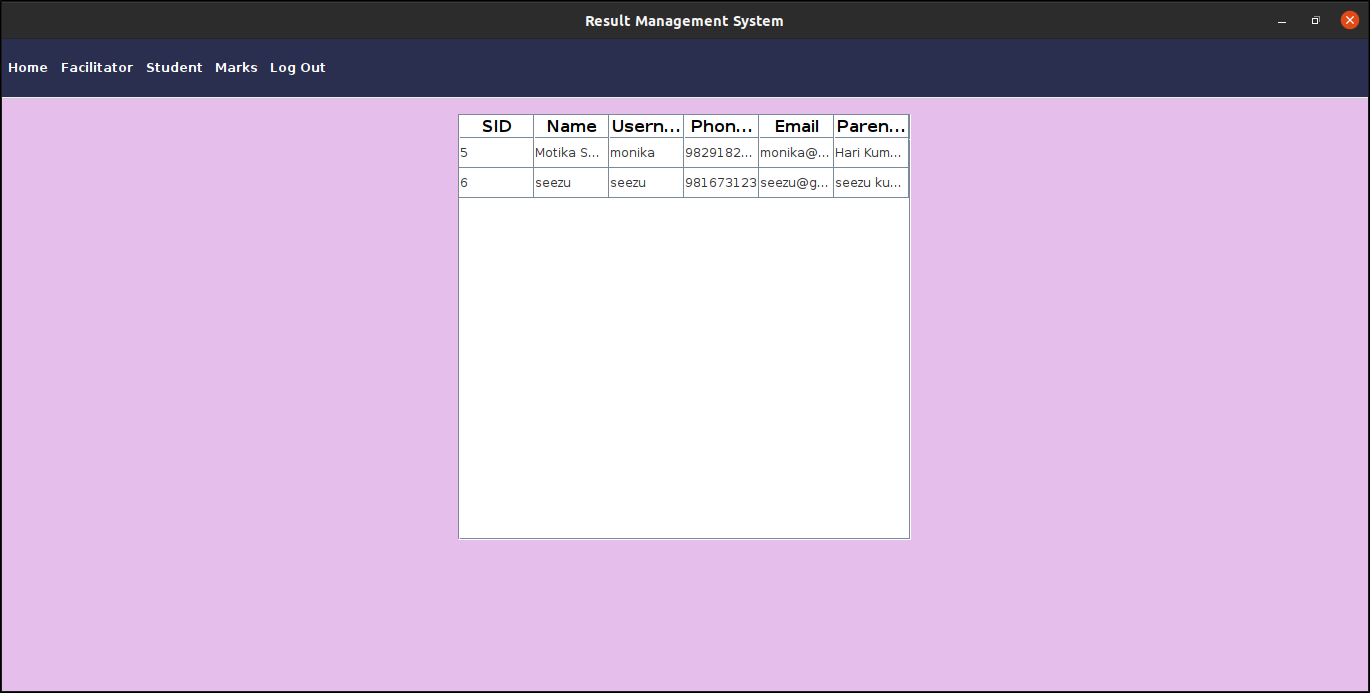 Result Management System
Home Facilitator Student Marks Log Out
SID Name Usern... Phon... Email Paren...
5 Motika S... monika 9829182... monika@... Hari Kum...
6 seezu seezu 981673123 seezu@g... seezu ku...